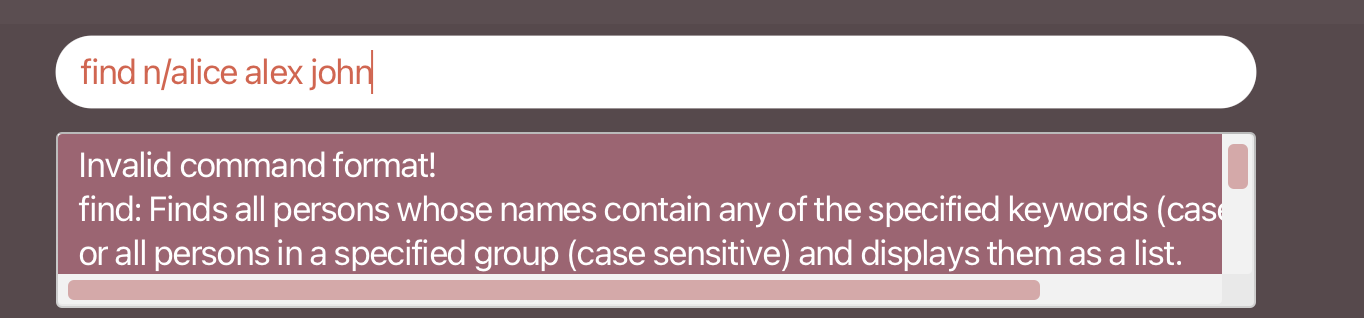 find n/alice alex john
Invalid command format!
find: Finds all persons whose names contain any of the specified keywords (case
or all persons in a specified group (case sensitive) and displays them as a list.